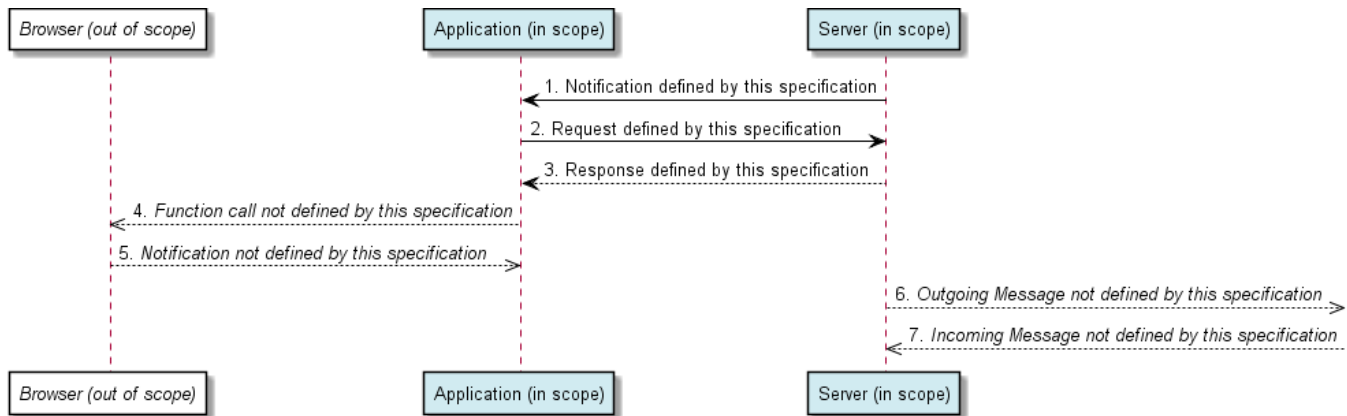 Browser (out of scope)
Application (in scope)
Server (in scope)
1. Notification defined by this specification
2. Request defined by this specification
3. Response defined by this specification
4. Function call not defined by this specification
5. Notification not defined by this specification
6. Outgoing Message not defined by this specification
7. Incoming Message not defined by this specification
Browser (out of scope)
Application (in scope)
Server (in scope)